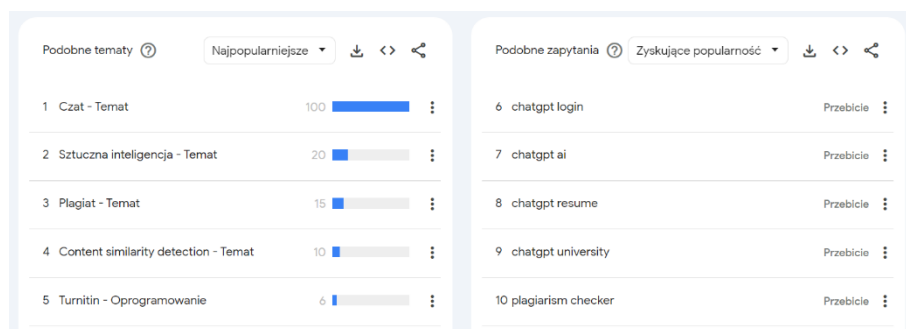 Podobne tematy
Najpopularniejsze
1 Czat - Temat 100
2 Sztuczna inteligencja - Temat 20
3 Plagiat - Temat 15
4 Content similarity detection - Temat 10
5 Turnitin - Oprogramowanie 6
Podobne zapytania
Zyskujące popularność
6 chatgpt login Przebicie
7 chatgpt ai Przebicie
8 chatgpt resume Przebicie
9 chatgpt university Przebicie
10 plagiarism checker Przebicie